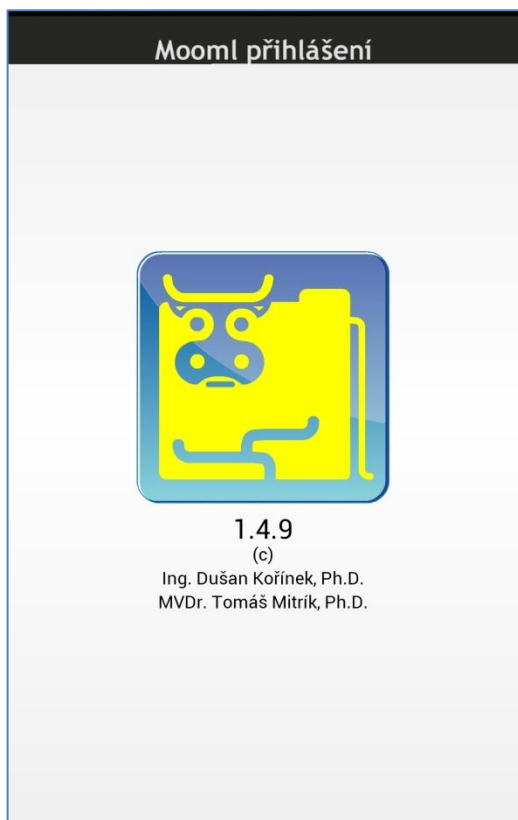 Mooml přihlášení
1.4.9
(c)
Ing. Dušan Kořínek, Ph.D.
MVDr. Tomáš Mitrík, Ph.D.